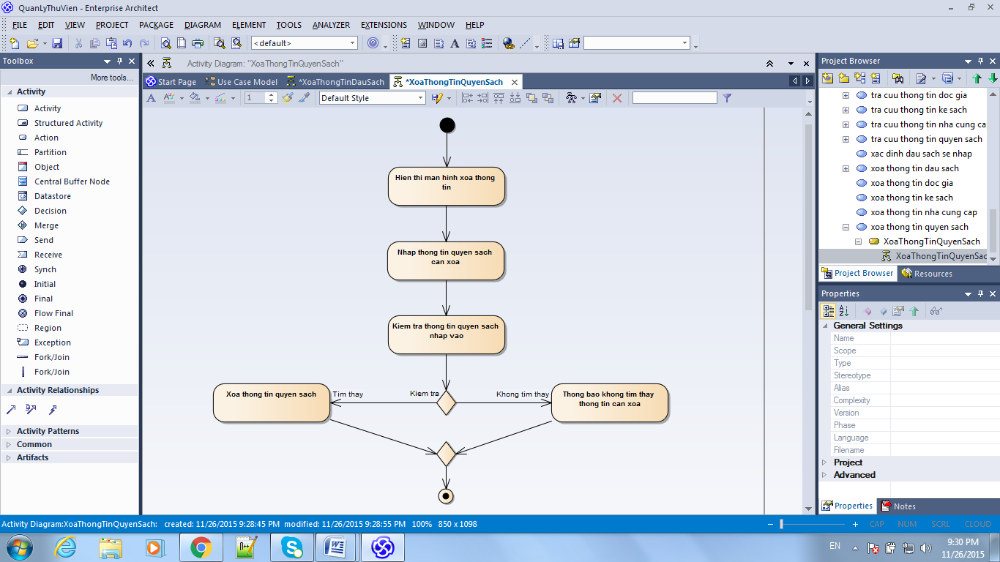 QuanLyThuVien - Enterprise Architect
FILE EDIT VIEW PROJECT PACKAGE DIAGRAM ELEMENT TOOLS ANALYZER EXTENSIONS WINDOW HELP
<default>
Toolbox
More tools...
Activity
Activity
Structured Activity
Action
Partition
Object
Central Buffer Node
Datastore
Decision
Merge
Send
Receive
Synch
Initial
Final
Flow Final
Region
Exception
Fork/Join
Fork/Join
Activity Relationships
Activity Patterns
Common
Artifacts
Activity Diagram: "XoaThongTinQuyenSach"
Start Page Use Case Model *XoaThongTinDauSach *XoaThongTinQuyenSach
1 Default Style
Hien thi man hinh xoa thong
tin
Nhap thong tin quyen sach
can xoa
Kiem tra thong tin quyen sach
nhap vao
Xoa thong tin quyen sach
Tim thay
Kiem tra
Khong tim thay
Thong bao khong tim thay
thong tin can xoa
Project Browser
tra cuu thong tin doc gia
tra cuu thong tin ke sach
tra cuu thong tin nha cung ca
tra cuu thong tin quyen sach
xac dinh dau sach se nhap
xoa thong tin dau sach
xoa thong tin doc gia
xoa thong tin ke sach
xoa thong tin nha cung cap
xoa thong tin quyen sach
XoaThongTinQuyenSach
XoaThongTinQuyenSac
Project Browser Resources
Properties
General Settings
Name
Scope
Type
Stereotype
Alias
Complexity
Version
Phase
Language
Filename
Project
Advanced
Properties Notes
Activity Diagram:XoaThongTinQuyenSach: created: 11/26/2015 9:28:45 PM modified: 11/26/2015 9:28:55 PM 100% 850 x 1098
CAP NUM SCRL CLOUD
EN
9:30 PM
11/26/2015